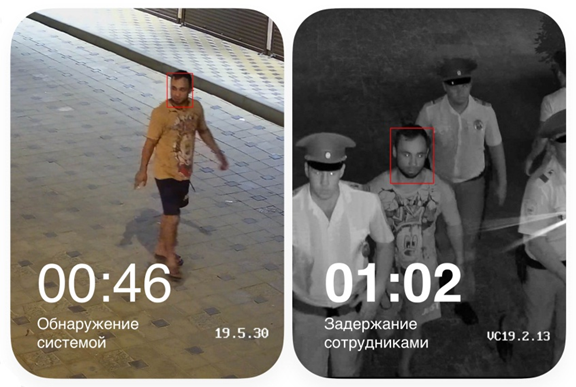 00:46
Обнаружение
системой
19.5.30
01:02
Задержание
сотрудниками
VC19.2.13